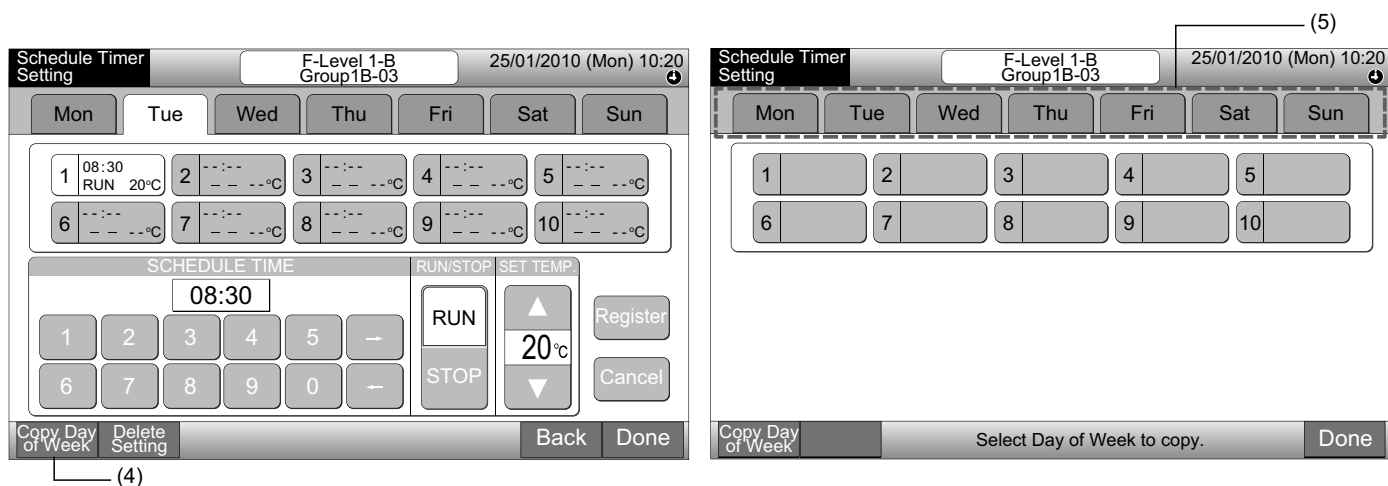 (5)
Schedule Timer
Setting
F-Level 1-B
Group1B-03
25/01/2010 (Mon) 10:20
Mon Tue Wed Thu Fri Sat Sun
1 08:30 RUN 20°C
2 --:-- – – --°C
3 --:-- – – --°C
4 --:-- – – --°C
5 --:-- – – --°C
6 --:-- – – --°C
7 --:-- – – --°C
8 --:-- – – --°C
9 --:-- – – --°C
10 --:-- – – --°C
SCHEDULE TIME
RUN/STOP
SET TEMP.
08:30
1 2 3 4 5 →
6 7 8 9 0 ←
RUN
STOP
▲
20°C
▼
Register
Cancel
Copy Day
of Week
Delete
Setting
Back
Done
(4)
Schedule Timer
Setting
F-Level 1-B
Group1B-03
25/01/2010 (Mon) 10:20
Mon Tue Wed Thu Fri Sat Sun
1 2 3 4 5
6 7 8 9 10
Copy Day
of Week
Select Day of Week to copy.
Done